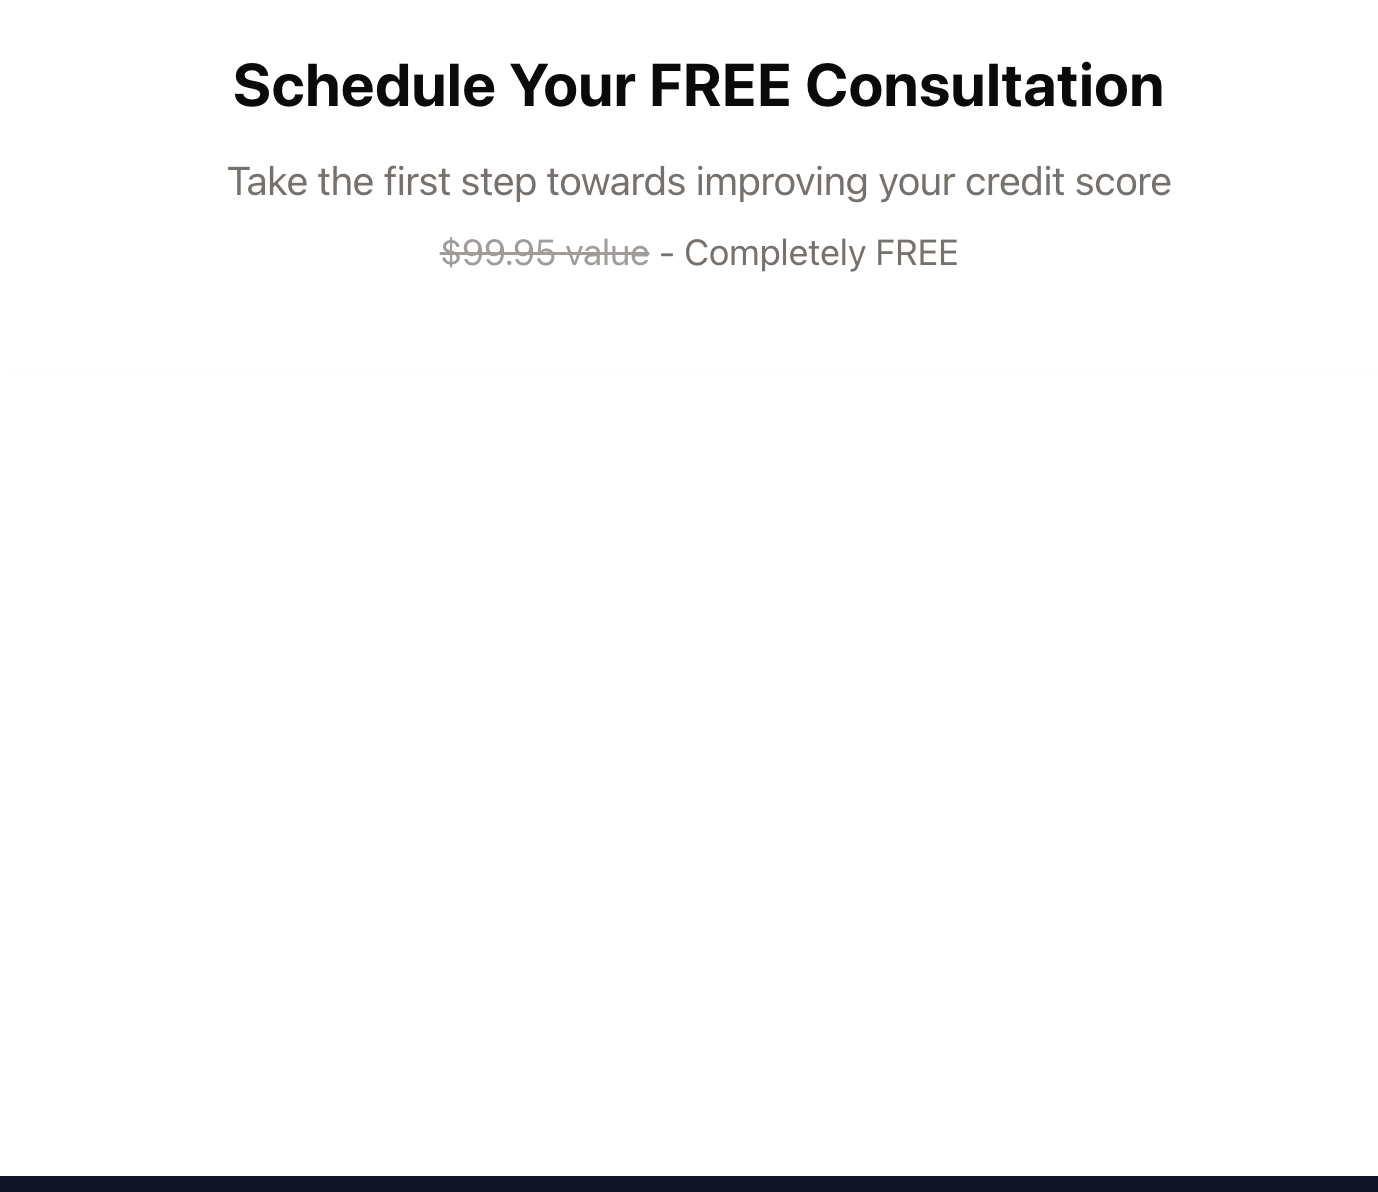 Schedule Your FREE Consultation
Take the first step towards improving your credit score
$99.95 value - Completely FREE